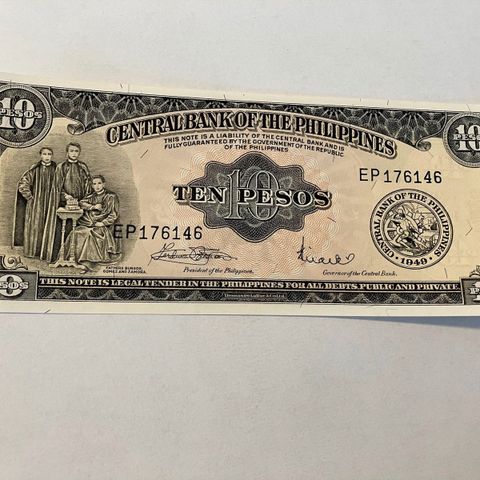 10
PESOS
CENTRAL BANK OF THE PHILIPPINES
10
PESOS
THIS NOTE IS A LIABILITY OF THE CENTRAL BANK AND IS
FULLY GUARANTEED BY THE GOVERNMENT OF THE REPUBLIC
OF THE PHILIPPINES
EP176146
TEN PESOS
10
EP176146
CENTRAL BANK OF THE PHILIPPINES
1949
FATHERS BURGOS,
GOMEZ AND ZAMORA
President of the Philippines.
Governor of the Central Bank.
THIS NOTE IS LEGAL TENDER IN THE PHILIPPINES FOR ALL DEBTS, PUBLIC AND PRIVATE